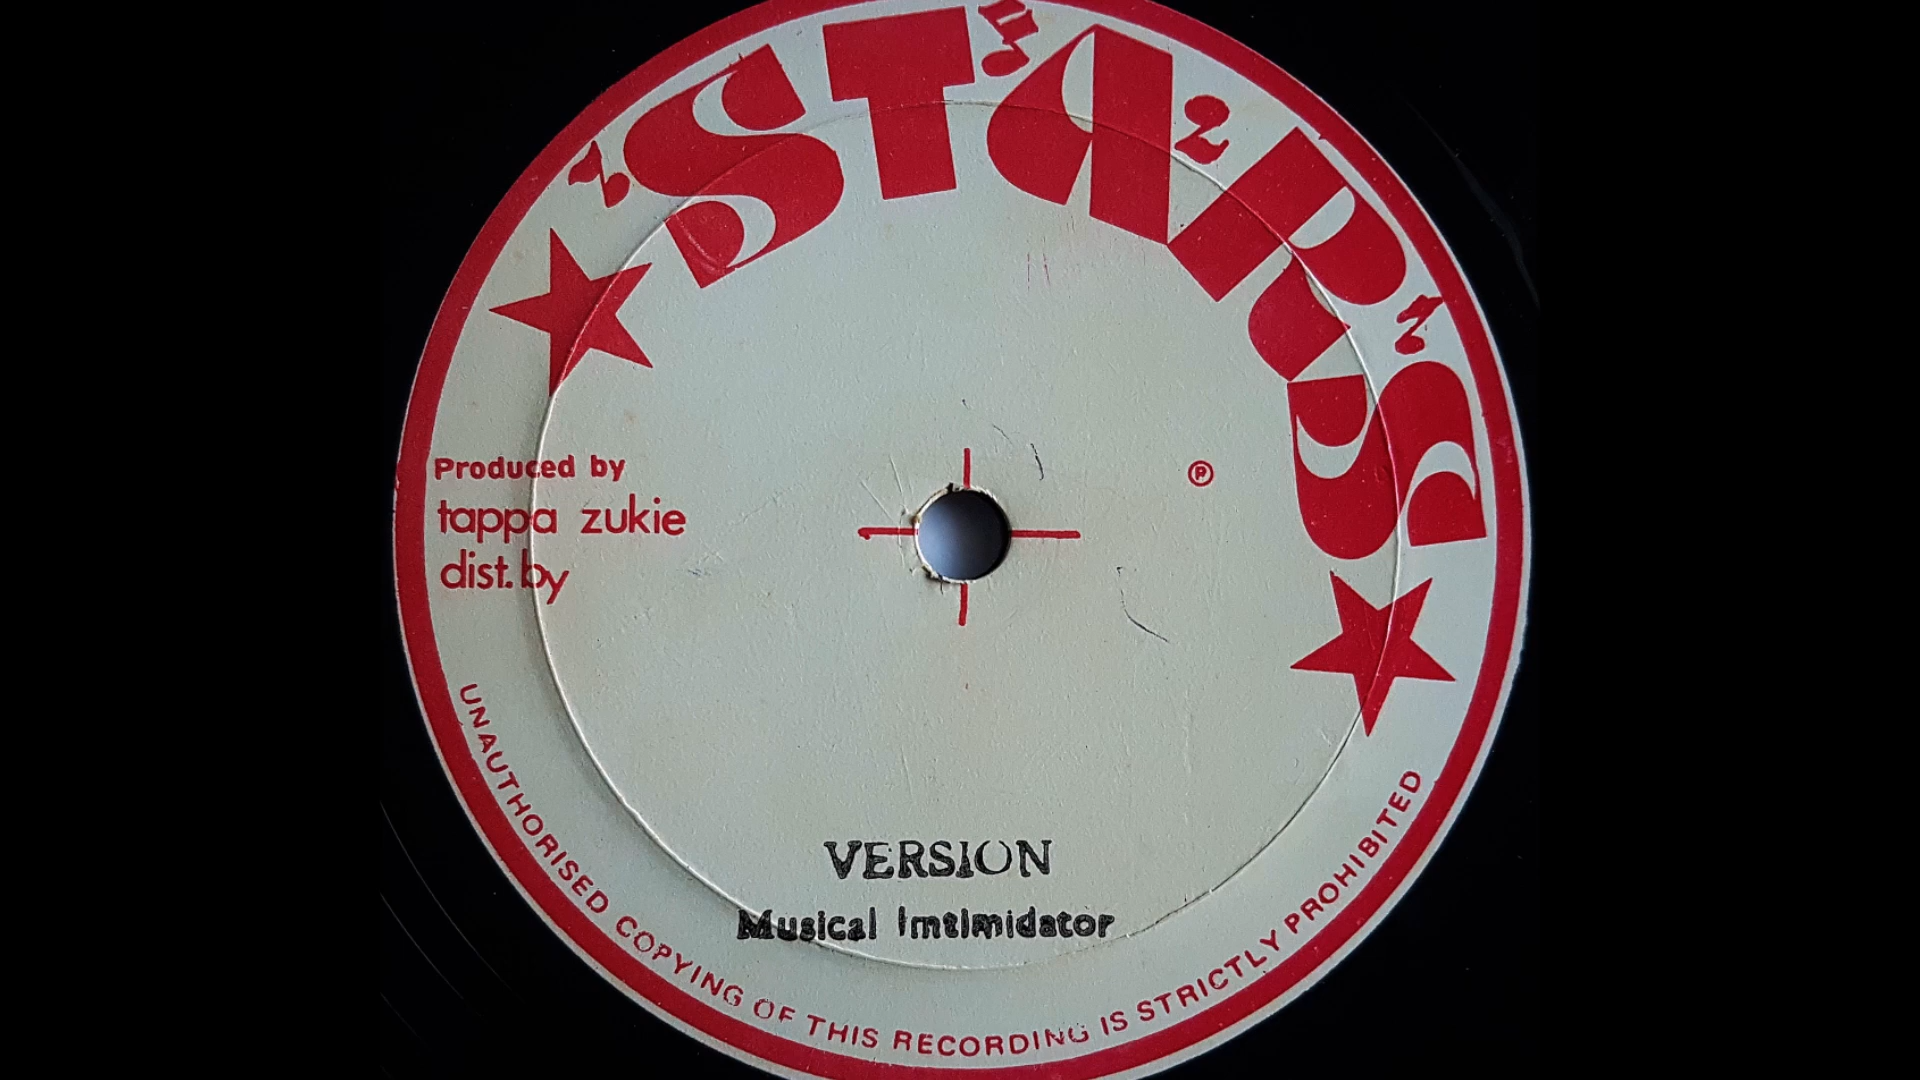 STARS
Produced by
tappa zukie
dist. by
℗
VERSION
Musical Imtimidator
UNAUTHORISED COPYING OF THIS RECORDING IS STRICTLY PROHIBITED